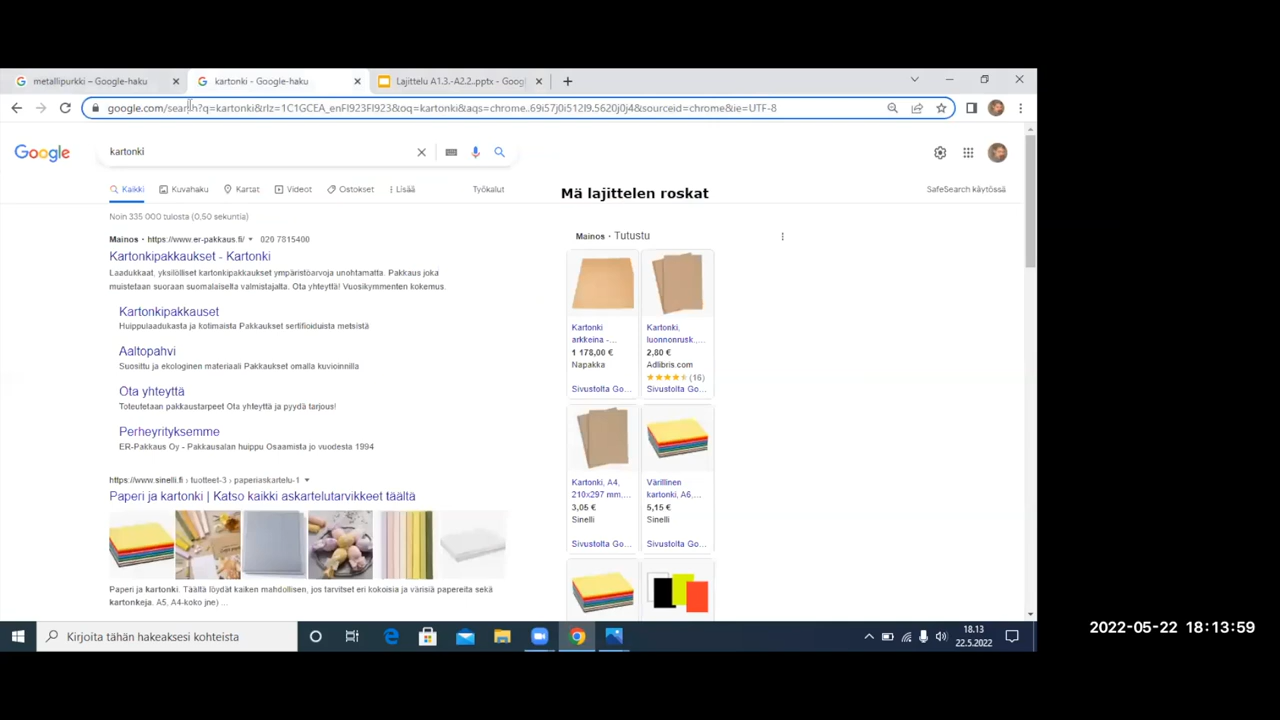 metallipurkki – Google-haku
kartonki - Google-haku
Lajittelu A1.3.-A2.2..pptx - Goog
google.com/search?q=kartonki&rlz=1C1GCEA_enFI923FI923&oq=kartonki&aqs=chrome..69i57j0i512l9.5620j0j4&sourceid=chrome&ie=UTF-8
Google
kartonki
Kaikki
Kuvahaku
Kartat
Videot
Ostokset
Lisää
Työkalut
Mä lajittelen roskat
SafeSearch käytössä
Noin 335 000 tulosta (0,50 sekuntia)
Mainos · https://www.er-pakkaus.fi/ 020 7815400
Kartonkipakkaukset - Kartonki
Laadukkaat, yksilölliset kartonkipakkaukset ympäristöarvoja unohtamatta. Pakkaus joka
muistetaan suoraan suomalaiselta valmistajalta. Ota yhteyttä! Vuosikymmenten kokemus.
Kartonkipakkauset
Huippulaadukasta ja kotimaista Pakkaukset sertifioiduista metsistä
Aaltopahvi
Suosittu ja ekologinen materiaali Pakkaukset omalla kuvioinnilla
Ota yhteyttä
Toteutetaan pakkaustarpeet Ota yhteyttä ja pyydä tarjous!
Perheyrityksemme
ER-Pakkaus Oy - Pakkausalan huippu Osaamista jo vuodesta 1994
https://www.sinelli.fi › tuotteet-3 › paperiaskartelu-1
Paperi ja kartonki | Katso kaikki askartelutarvikkeet täältä
Paperi ja kartonki. Täältä löydät kaiken mahdollisen, jos tarvitset eri kokoisia ja värisiä papereita sekä
kartonkeja. A5, A4-koko jne) ...
Mainos · Tutustu
Kartonki
arkkeina -...
1 178,00 €
Napakka
Sivustolta Go...
Kartonki,
luonnonrusk....
2,80 €
Adlibris.com
(16)
Sivustolta Go...
Kartonki, A4,
210x297 mm,...
3,05 €
Sinelli
Sivustolta Go...
Värillinen
kartonki, A6,...
5,15 €
Sinelli
Sivustolta Go...
Kirjoita tähän hakeaksesi kohteista
18.13
22.5.2022
2022-05-22 18:13:59